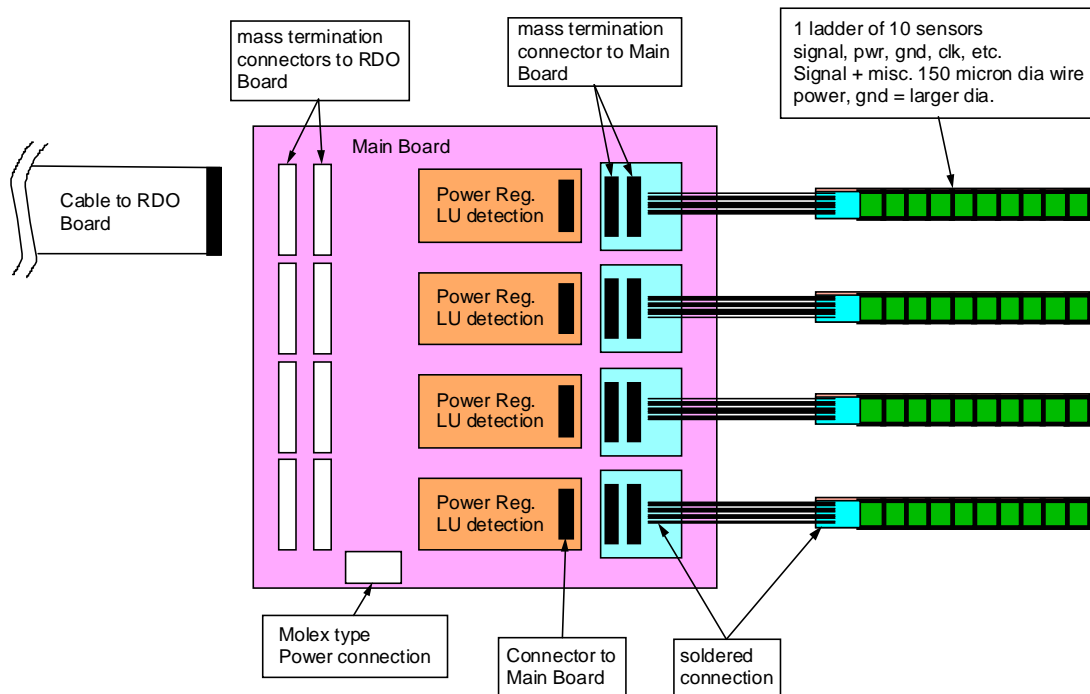 mass termination
connectors to RDO
Board
mass termination
connector to Main
Board
1 ladder of 10 sensors
signal, pwr, gnd, clk, etc.
Signal + misc. 150 micron dia wire
power, gnd = larger dia.
Main Board
Cable to RDO
Board
Power Reg.
LU detection
Power Reg.
LU detection
Power Reg.
LU detection
Power Reg.
LU detection
Molex type
Power connection
Connector to
Main Board
soldered
connection